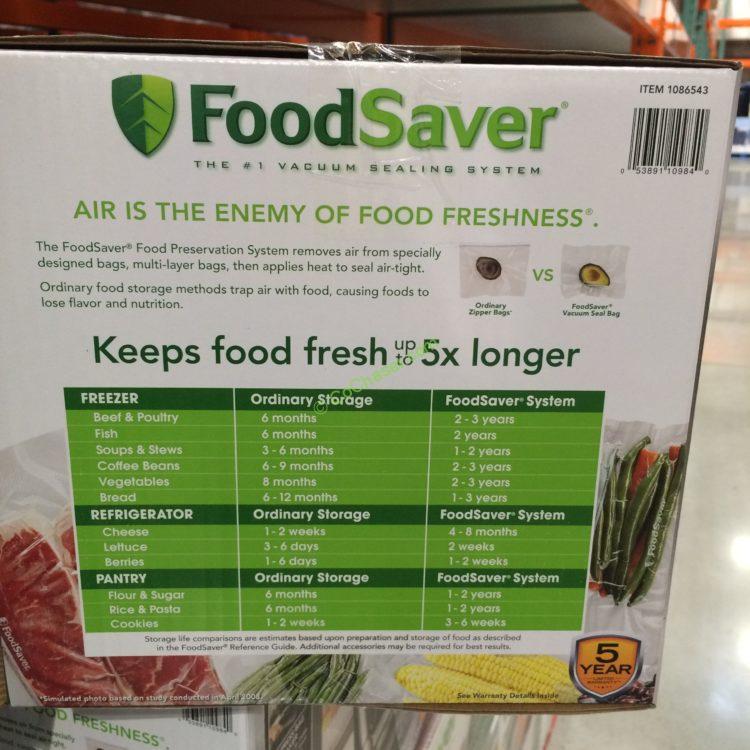 ITEM 1086543
FoodSaver®
THE #1 VACUUM SEALING SYSTEM
0 53891 10984 0
AIR IS THE ENEMY OF FOOD FRESHNESS®.
The FoodSaver® Food Preservation System removes air from specially
designed bags, multi-layer bags, then applies heat to seal air-tight.
Ordinary food storage methods trap air with food, causing foods to
lose flavor and nutrition.
VS
Ordinary
Zipper Bags*
FoodSaver®
Vacuum Seal Bag
Keeps food fresh up to 5x longer
FREEZER Ordinary Storage FoodSaver® System
Beef & Poultry 6 months 2 - 3 years
Fish 6 months 2 years
Soups & Stews 3 - 6 months 1 - 2 years
Coffee Beans 6 - 9 months 2 - 3 years
Vegetables 8 months 2 - 3 years
Bread 6 - 12 months 1 - 3 years
REFRIGERATOR Ordinary Storage FoodSaver® System
Cheese 1 - 2 weeks 4 - 8 months
Lettuce 3 - 6 days 2 weeks
Berries 1 - 6 days 1 - 2 weeks
PANTRY Ordinary Storage FoodSaver® System
Flour & Sugar 6 months 1 - 2 years
Rice & Pasta 6 months 1 - 2 years
Cookies 1 - 2 weeks 3 - 6 weeks
Storage life comparisons are estimates based upon preparation and storage of food as described
in the FoodSaver® Reference Guide. Additional accessories may be required for best results.
FoodSaver
FoodSaver
5
YEAR
LIMITED
WARRANTY
*Simulated photo based on study conducted in April 2008.
See Warranty Details Inside
OD FRESHNESS®.